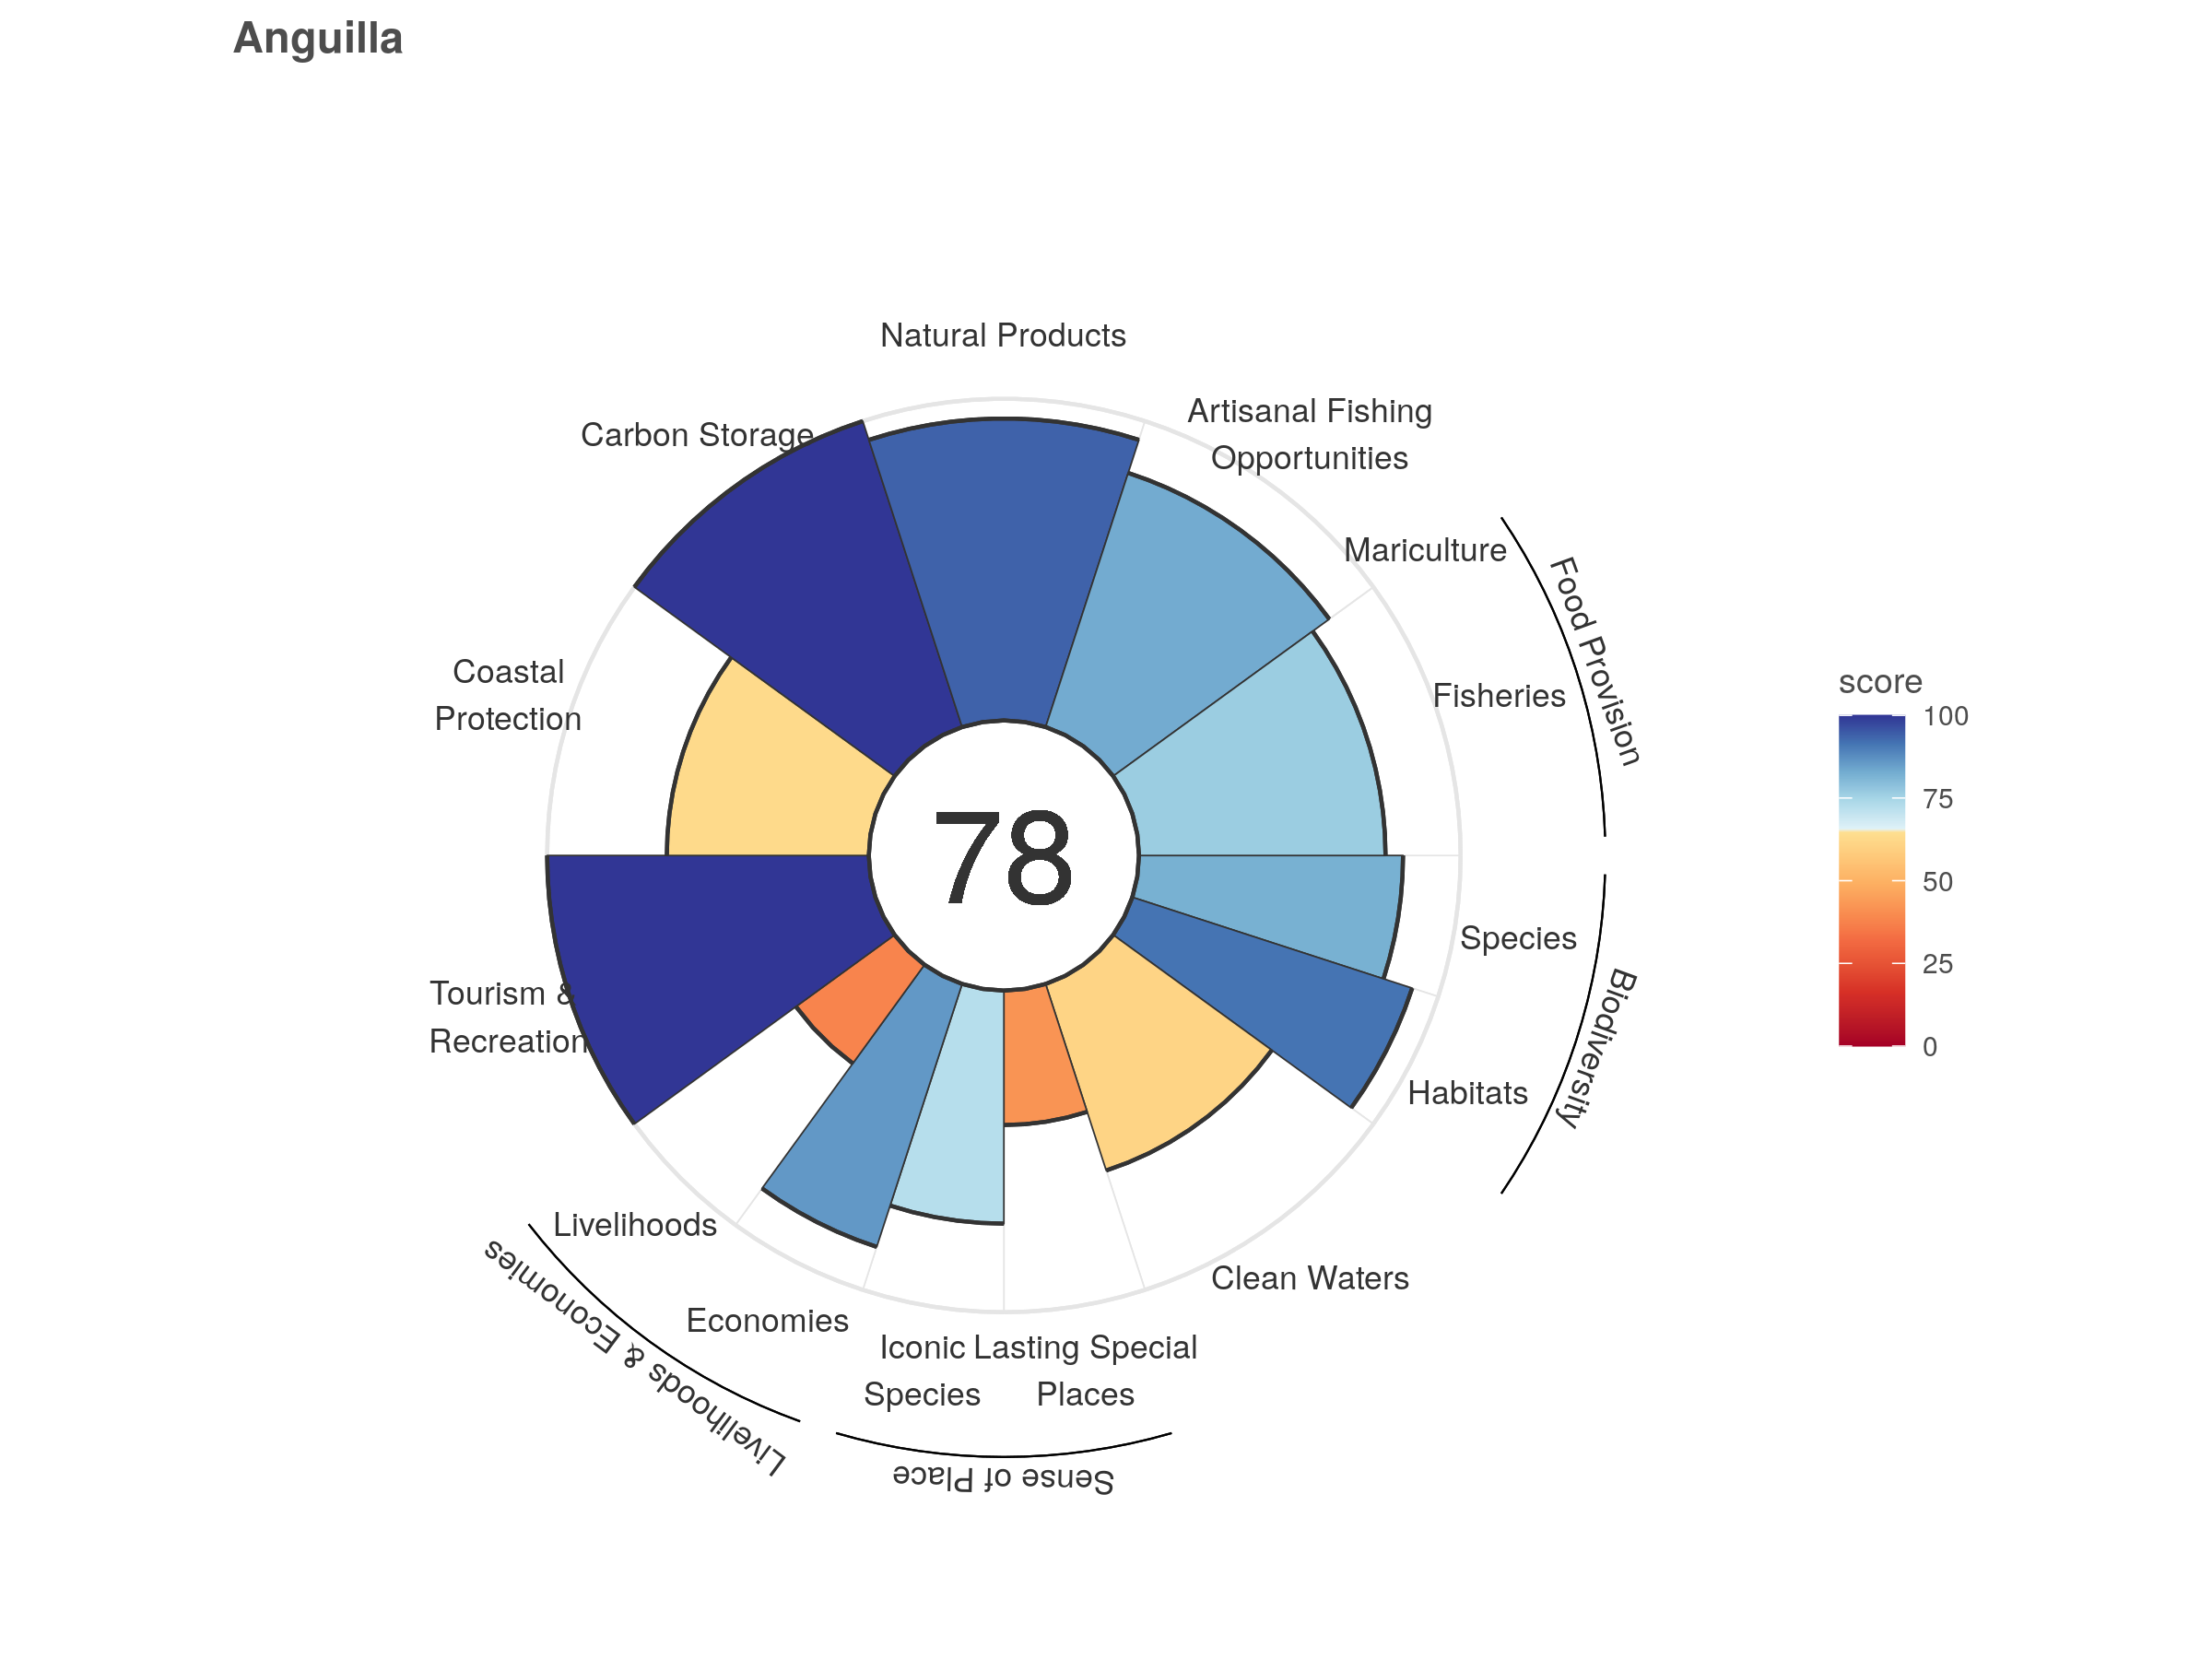 Anguilla
Natural Products
Artisanal Fishing
Opportunities
Carbon Storage
Mariculture
Food Provision
Fisheries
Coastal
Protection
score
100
75
50
25
0
78
Species
Biodiversity
Habitats
Tourism &
Recreation
Livelihoods
Livelihoods & Economies
Economies
Clean Waters
Iconic
Species
Lasting Special
Places
Sense of Place